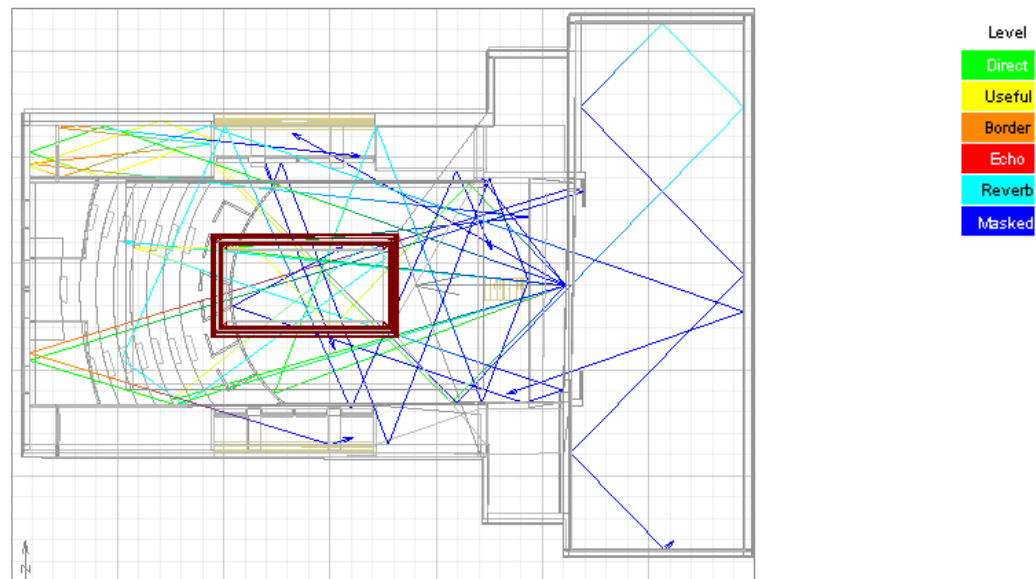 Level
Direct
Useful
Border
Echo
Reverb
Masked
N